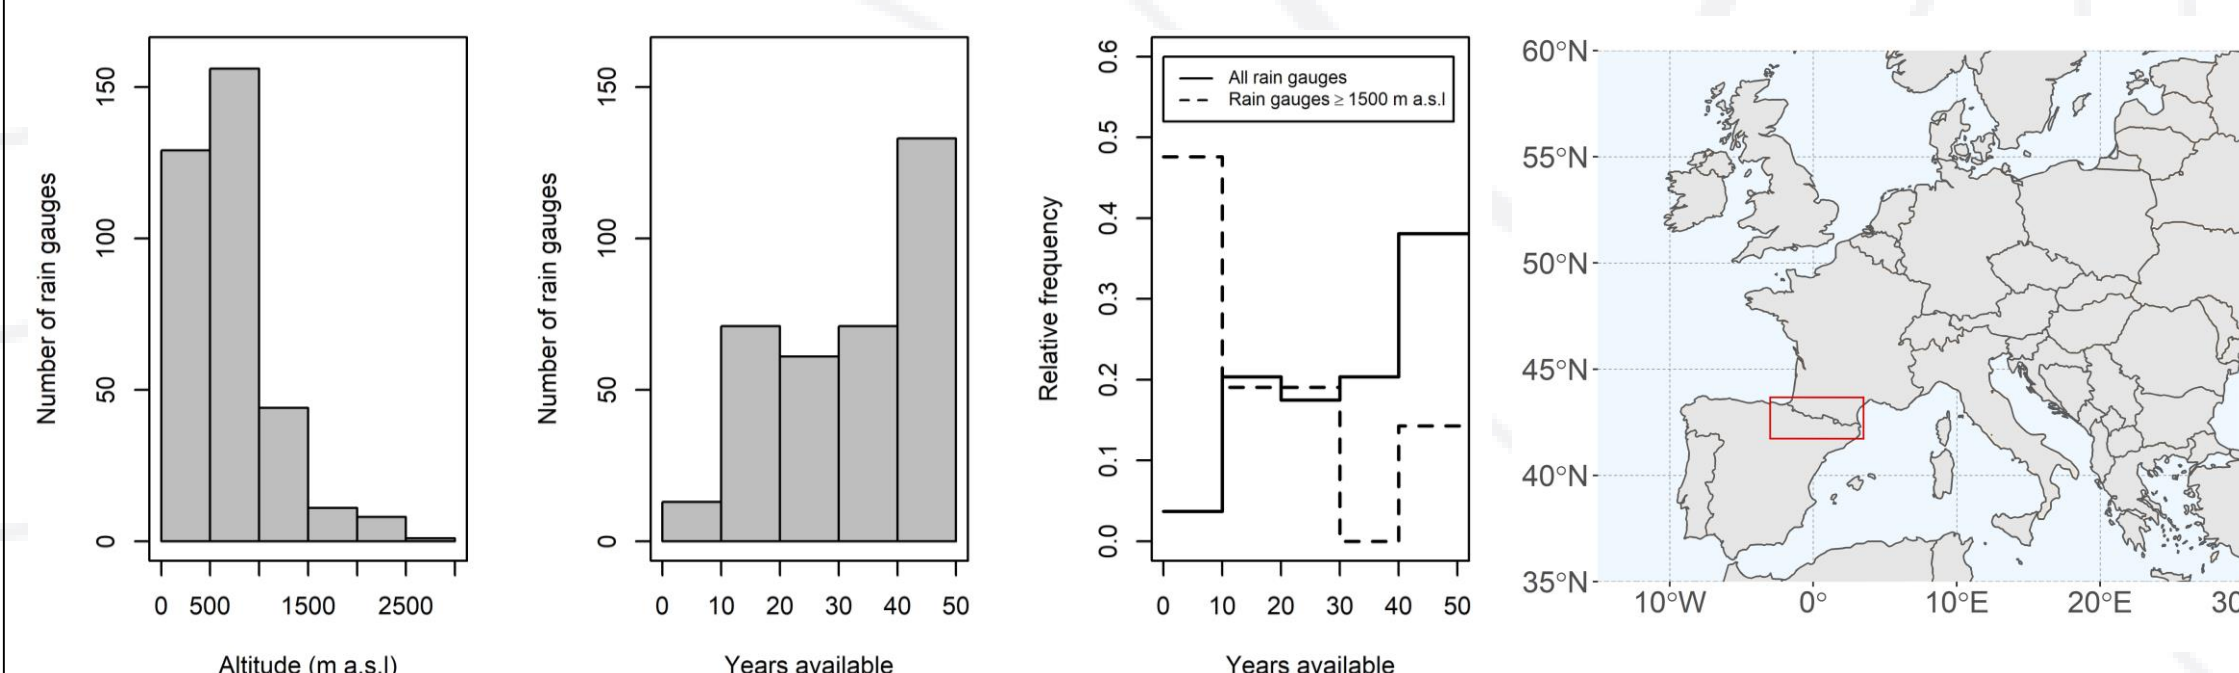 Number of rain gauges
150
100
50
0
0 500 1500 2500
Altitude (m a.s.l)
Number of rain gauges
150
100
50
0
0 10 20 30 40 50
Years available
Relative frequency
0.6
0.5
0.4
0.3
0.2
0.1
0.0
All rain gauges
Rain gauges ≥ 1500 m a.s.l
0 10 20 30 40 50
Years available
60°N
55°N
50°N
45°N
40°N
35°N
10°W 0° 10°E 20°E 30